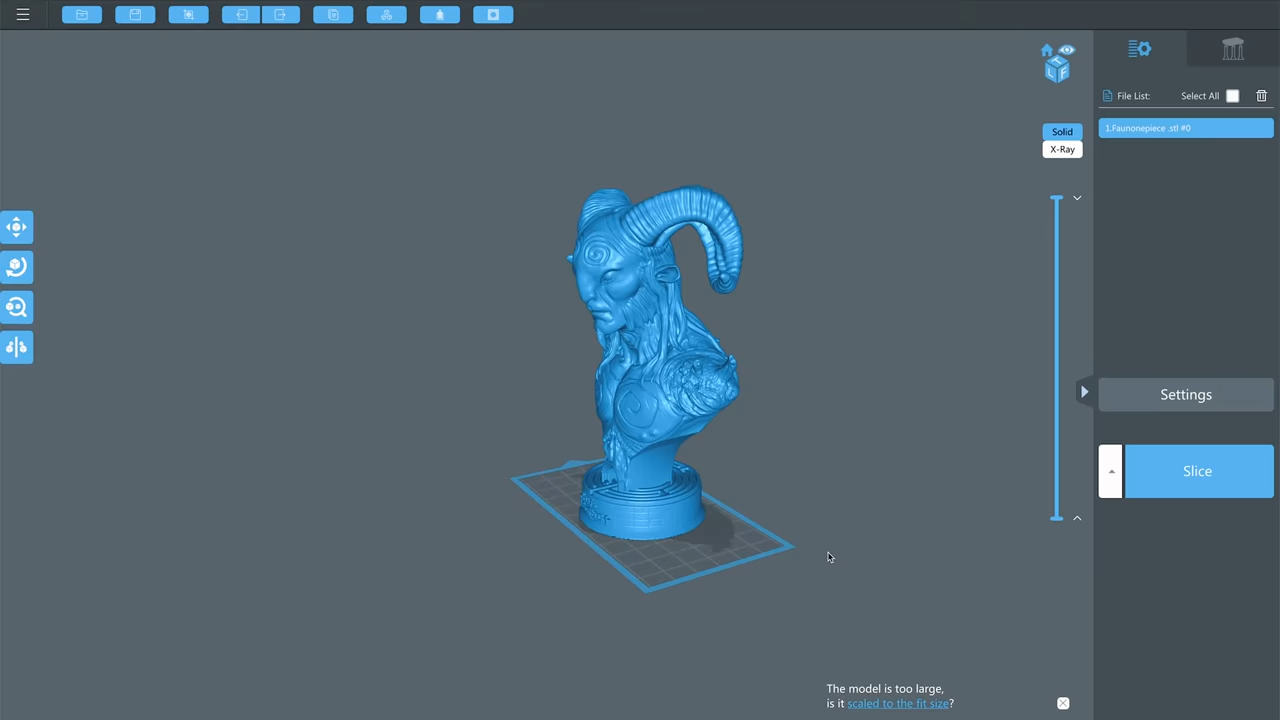 File List:
Select All
1.Faunonepiece .stl #0
T
L F
Solid
X-Ray
Settings
Slice
The model is too large,
is it scaled to the fit size?